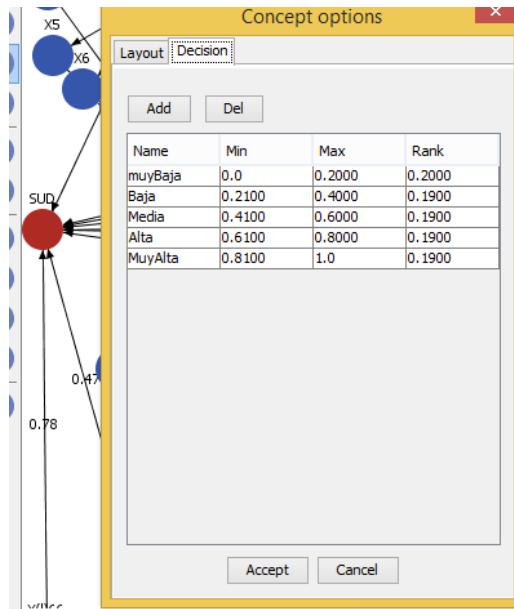 Concept options
X5
Layout Decision
X6
Add Del
Name Min Max Rank
muyBaja 0.0 0.2000 0.2000
Baja 0.2100 0.4000 0.1900
SUD
Media 0.4100 0.6000 0.1900
Alta 0.6100 0.8000 0.1900
MuyAlta 0.8100 1.0 0.1900
0.47
0.78
Accept Cancel